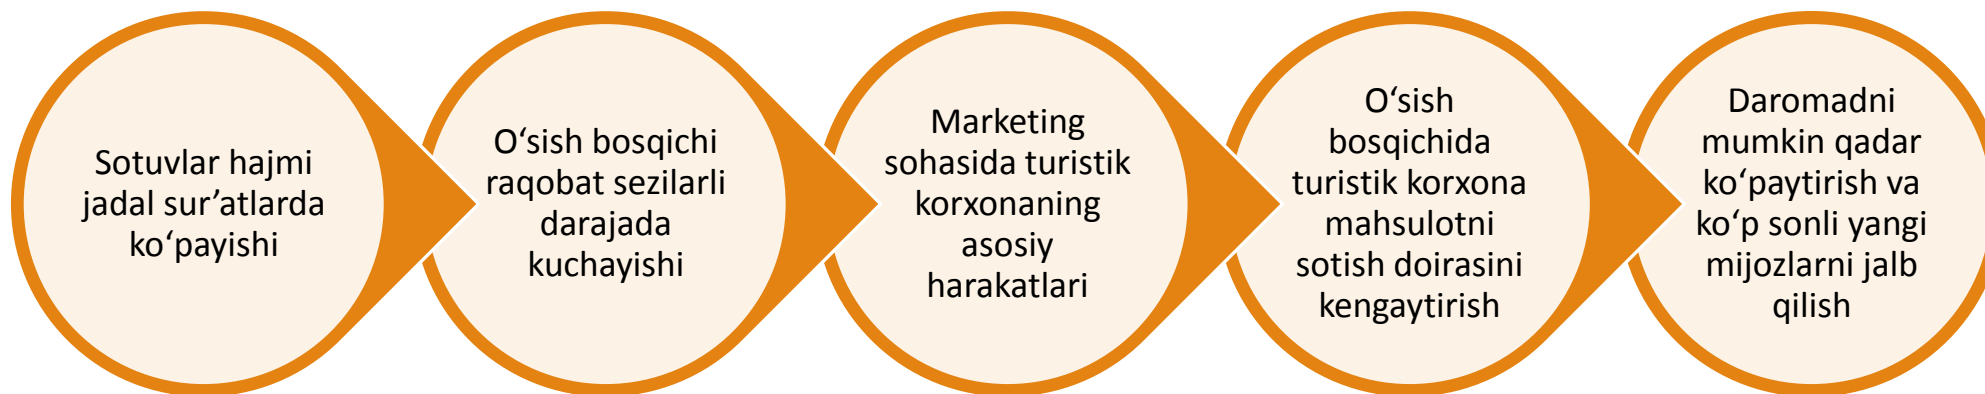 Sotuvlar hajmi
jadal sur’atlarda
ko‘payishi
O‘sish bosqichi
raqobat sezilarli
darajada
kuchayishi
Marketing
sohasida turistik
korxonaning
asosiy
harakatlari
O‘sish
bosqichida
turistik korxona
mahsulotni
sotish doirasini
kengaytirish
Daromadni
mumkin qadar
ko‘paytirish va
ko‘p sonli yangi
mijozlarni jalb
qilish